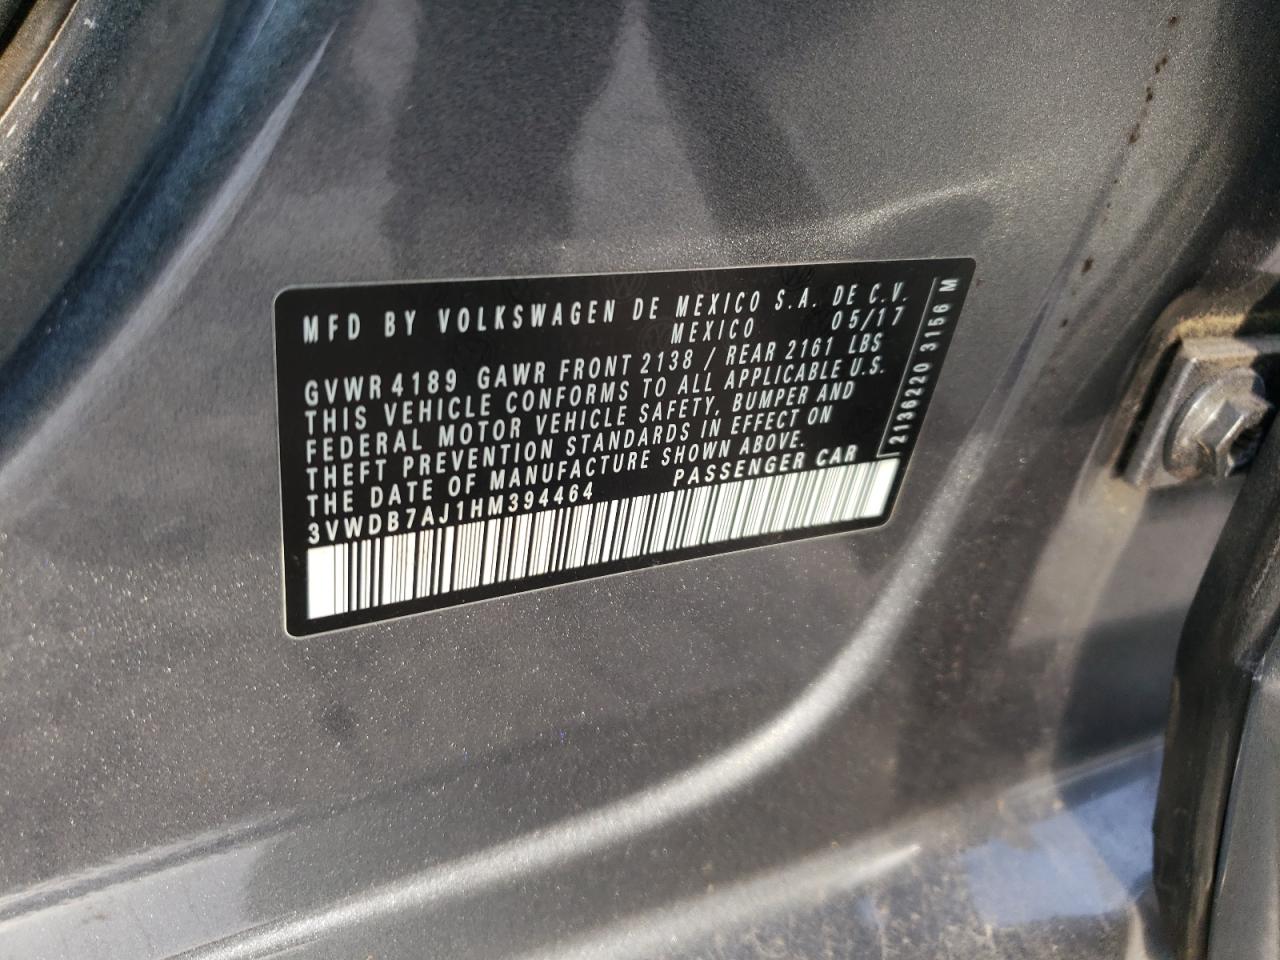 MFD BY VOLKSWAGEN DE MEXICO S.A. DE C.V.
MEXICO 05/17
GVWR 4189 GAWR FRONT 2138 / REAR 2161 LBS
THIS VEHICLE CONFORMS TO ALL APPLICABLE U.S.
FEDERAL MOTOR VEHICLE SAFETY, BUMPER AND
THEFT PREVENTION STANDARDS IN EFFECT ON
THE DATE OF MANUFACTURE SHOWN ABOVE.
3VWDB7AJ1HM394464 PASSENGER CAR
2136220 3156 M